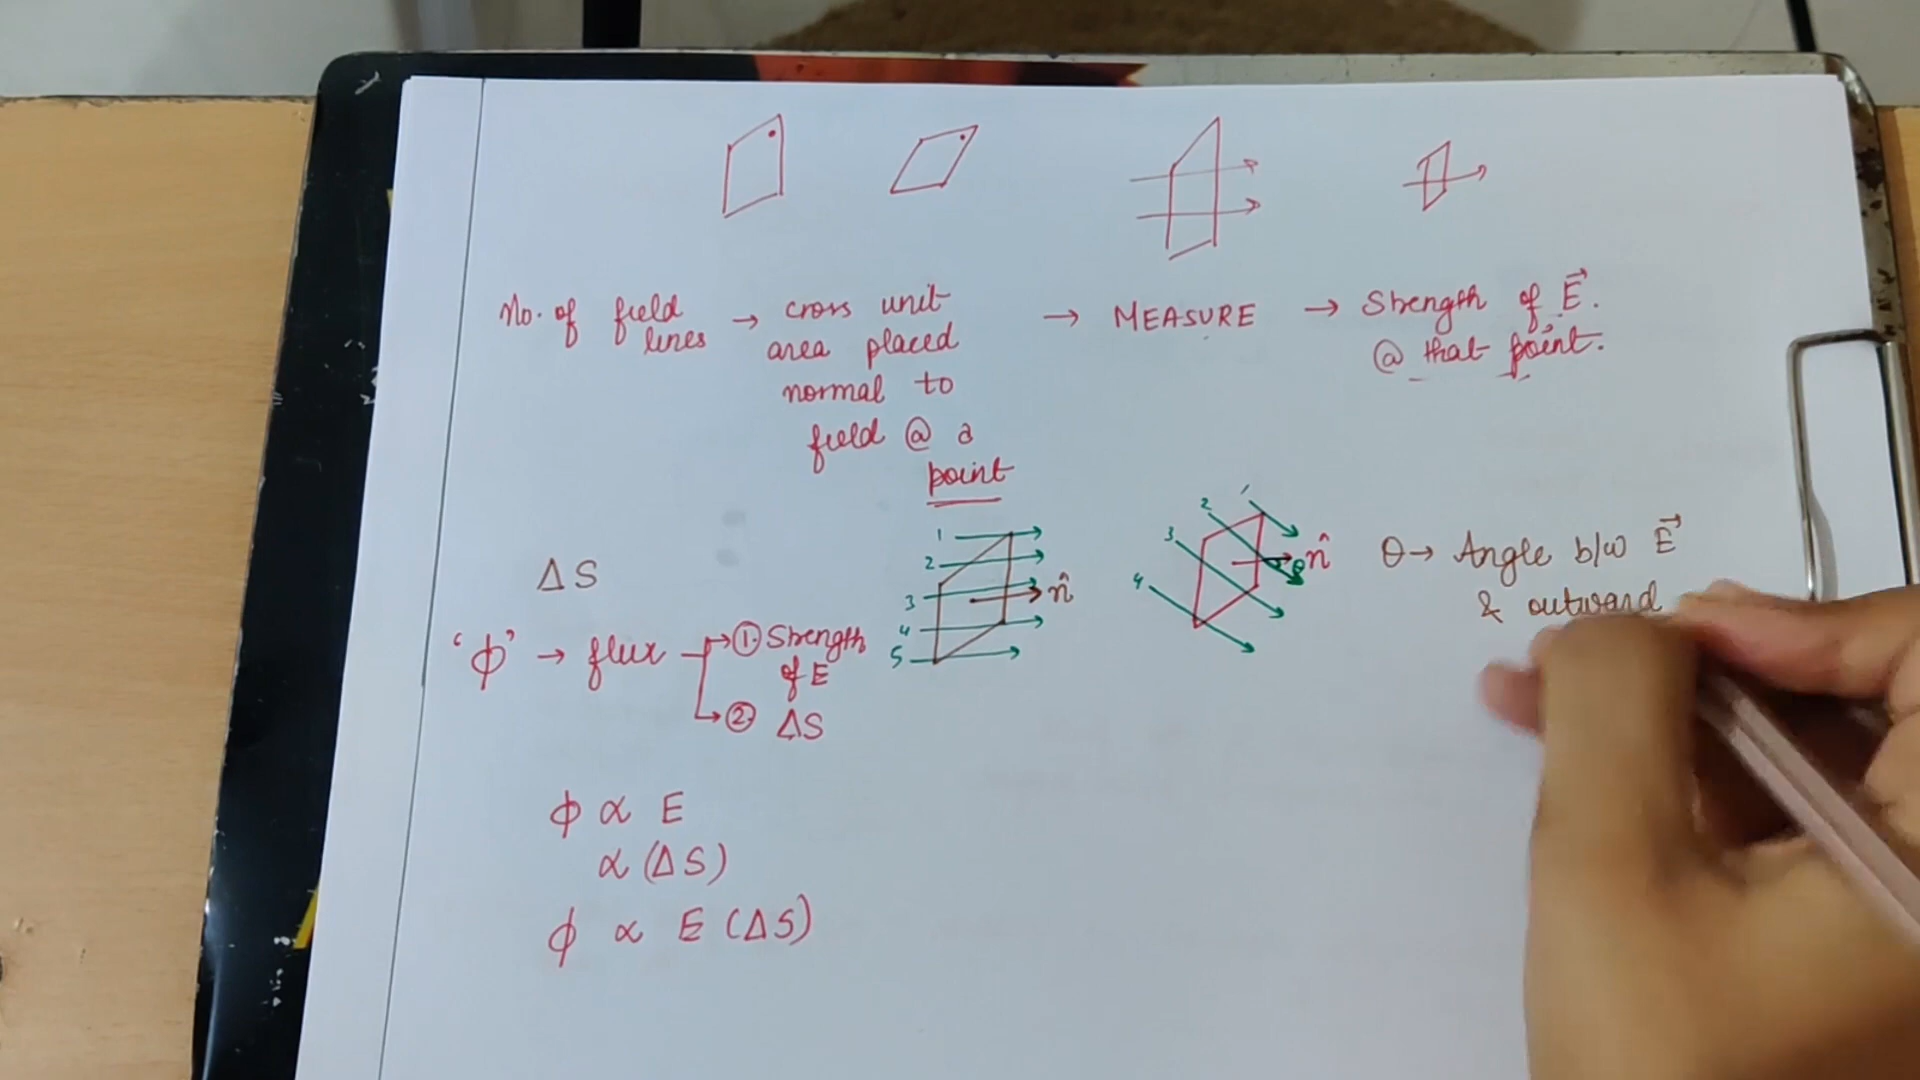 No. of field lines → cross unit area placed normal to field @ a point → MEASURE → Strength of E⃗. @ that point.
1
2
3
4
5
n̂
1
2
3
4
θ
n̂
θ → Angle b/w E⃗
& outward
ΔS
'ϕ' → flux → ① Strength of E
→ ② ΔS
ϕ ∝ E
∝ (ΔS)
ϕ ∝ E (ΔS)